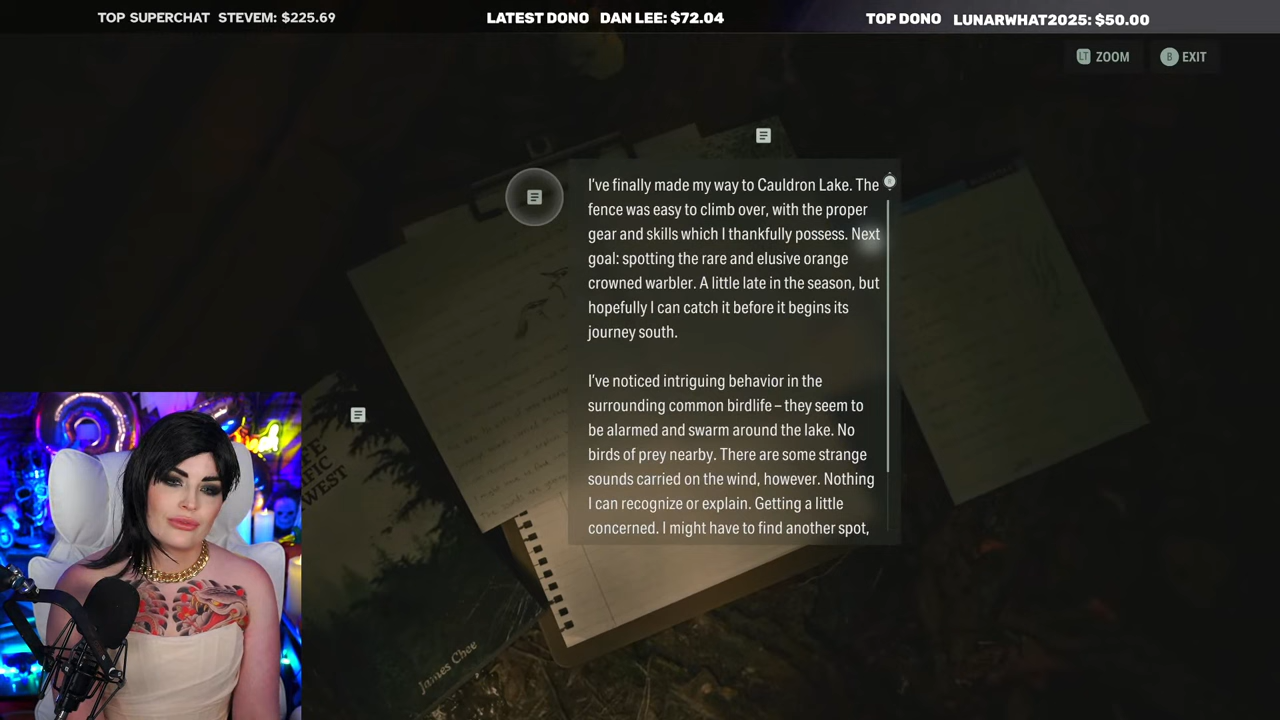 TOP SUPERCHAT STEVEM: $225.69
LATEST DONO DAN LEE: $72.04
TOP DONO LUNARWHAT2025: $50.00
LT ZOOM
B EXIT
I've finally made my way to Cauldron Lake. The
fence was easy to climb over, with the proper
gear and skills which I thankfully possess. Next
goal: spotting the rare and elusive orange
crowned warbler. A little late in the season, but
hopefully I can catch it before it begins its
journey south.
I've noticed intriguing behavior in the
surrounding common birdlife – they seem to
be alarmed and swarm around the lake. No
birds of prey nearby. There are some strange
sounds carried on the wind, however. Nothing
I can recognize or explain. Getting a little
concerned. I might have to find another spot,
James Chee